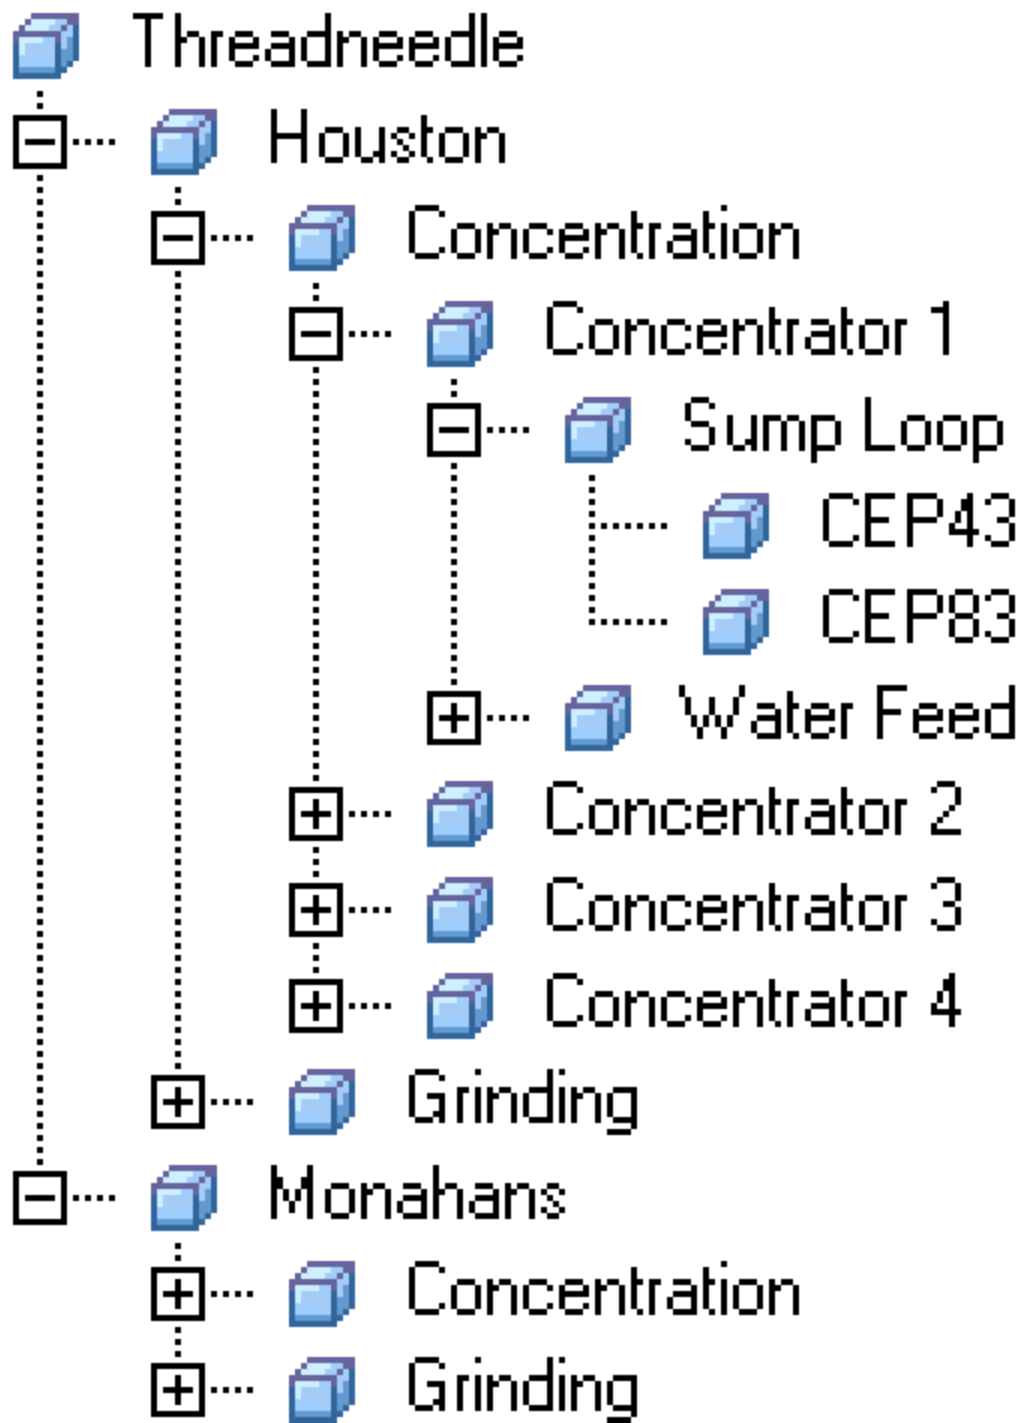 Threadneedle
Houston
Concentration
Concentrator 1
Sump Loop
CEP43
CEP83
Water Feed
Concentrator 2
Concentrator 3
Concentrator 4
Grinding
Monahans
Concentration
Grinding